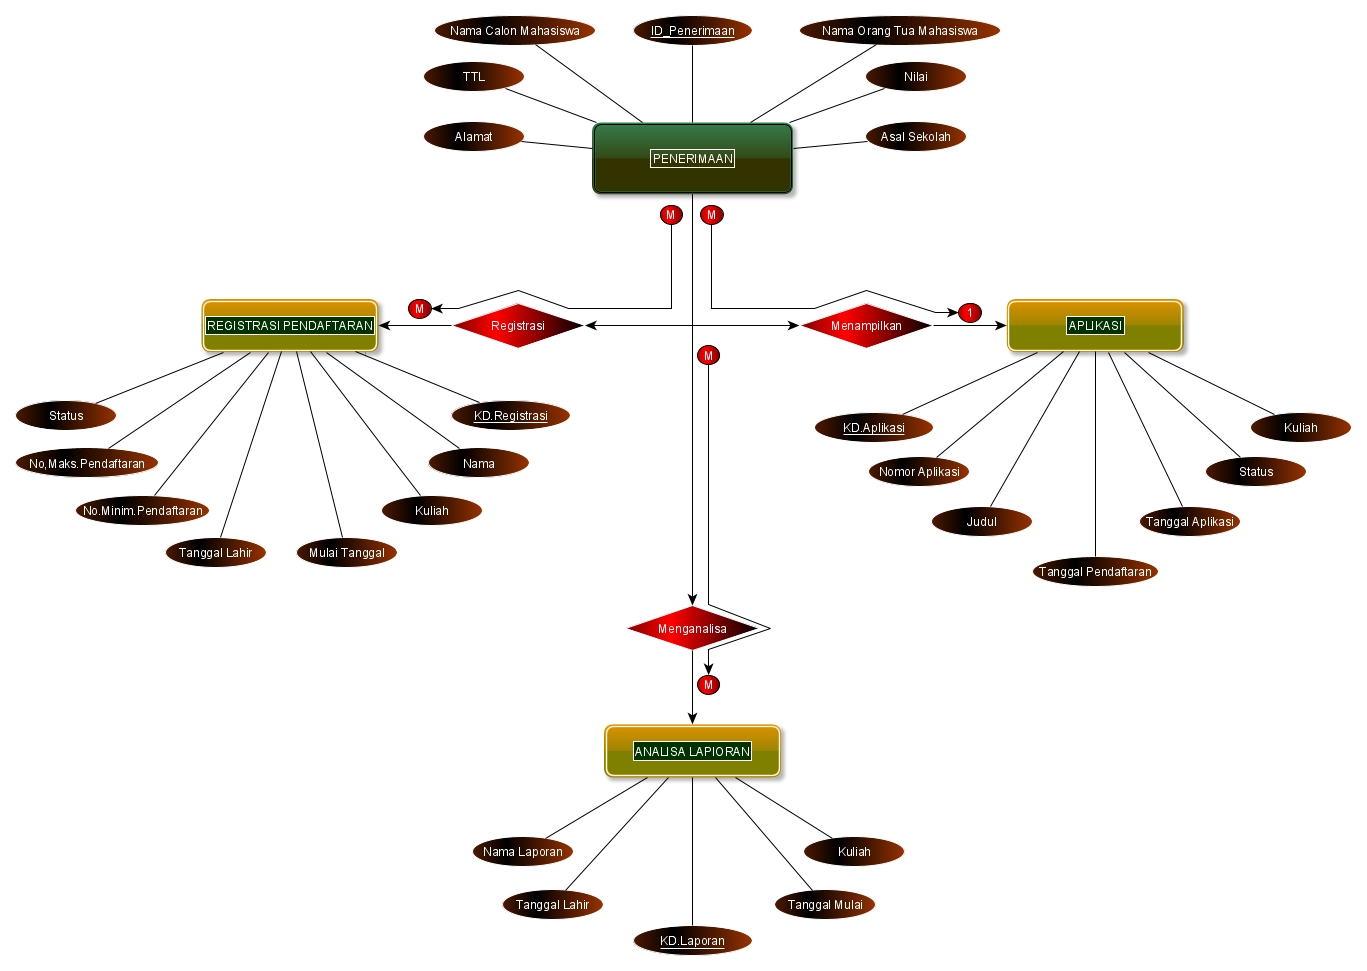 Nama Calon Mahasiswa
ID_Penerimaan
Nama Orang Tua Mahasiswa
TTL
Nilai
Alamat
Asal Sekolah
PENERIMAAN
M
M
M
1
REGISTRASI PENDAFTARAN
Registrasi
Menampilkan
APLIKASI
M
Status
KD.Registrasi
No,Maks.Pendaftaran
Nama
No.Minim.Pendaftaran
Kuliah
Tanggal Lahir
Mulai Tanggal
KD.Aplikasi
Kuliah
Nomor Aplikasi
Status
Judul
Tanggal Aplikasi
Tanggal Pendaftaran
Menganalisa
M
ANALISA LAPIORAN
Nama Laporan
Kuliah
Tanggal Lahir
Tanggal Mulai
KD.Laporan